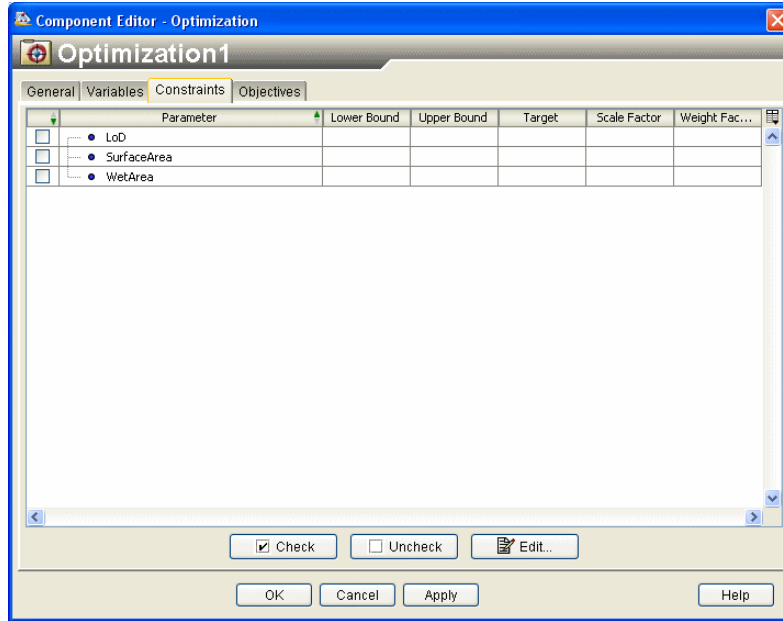 Component Editor - Optimization
Optimization1
General Variables Constraints Objectives
Parameter Lower Bound Upper Bound Target Scale Factor Weight Fac...
LoD
SurfaceArea
WetArea
Check Uncheck Edit...
OK Cancel Apply Help